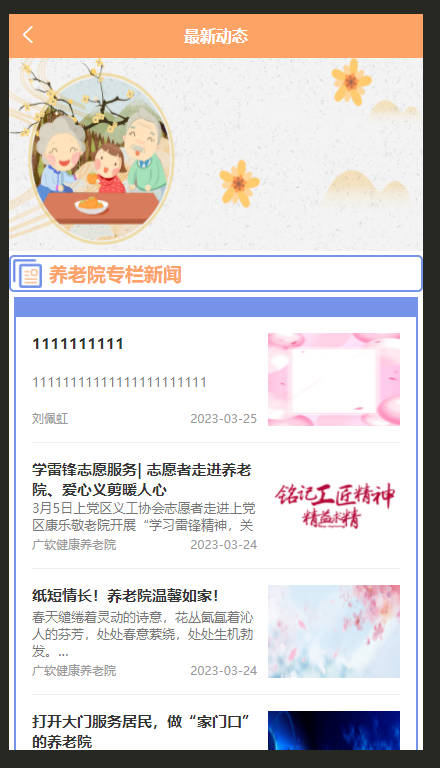 最新动态
养老院专栏新闻
1111111111
11111111111111111111111
刘佩虹 2023-03-25
学雷锋志愿服务| 志愿者走进养老
院、爱心义剪暖人心
3月5日上党区义工协会志愿者走进上党
区康乐敬老院开展“学习雷锋精神，关
广软健康养老院 2023-03-24
铭记工匠精神
精益求精
纸短情长！养老院温馨如家！
春天缱绻着灵动的诗意，花丛氤氲着沁
人的芬芳，处处春意萦绕，处处生机勃
发。...
广软健康养老院 2023-03-24
打开大门服务居民，做“家门口”
的养老院